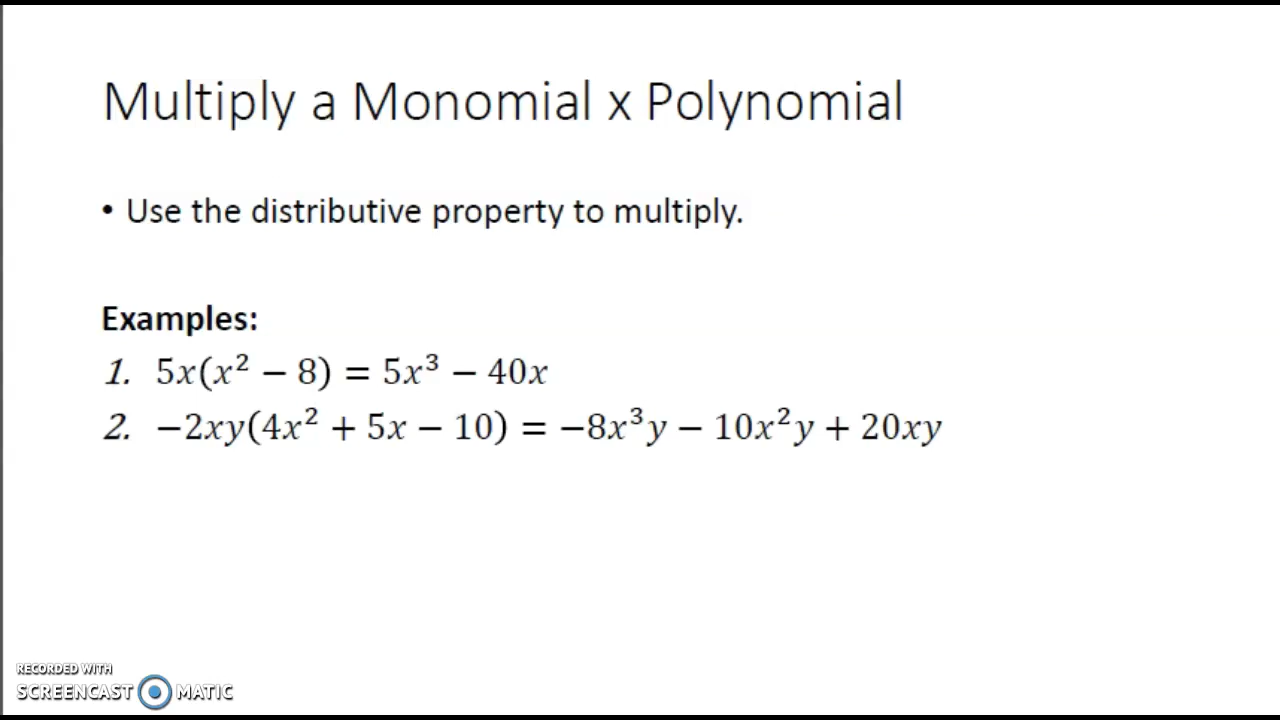 Multiply a Monomial x Polynomial
• Use the distributive property to multiply.
Examples:
1. 5x(x² − 8) = 5x³ − 40x
2. −2xy(4x² + 5x − 10) = −8x³y − 10x²y + 20xy
RECORDED WITH
SCREENCAST MATIC